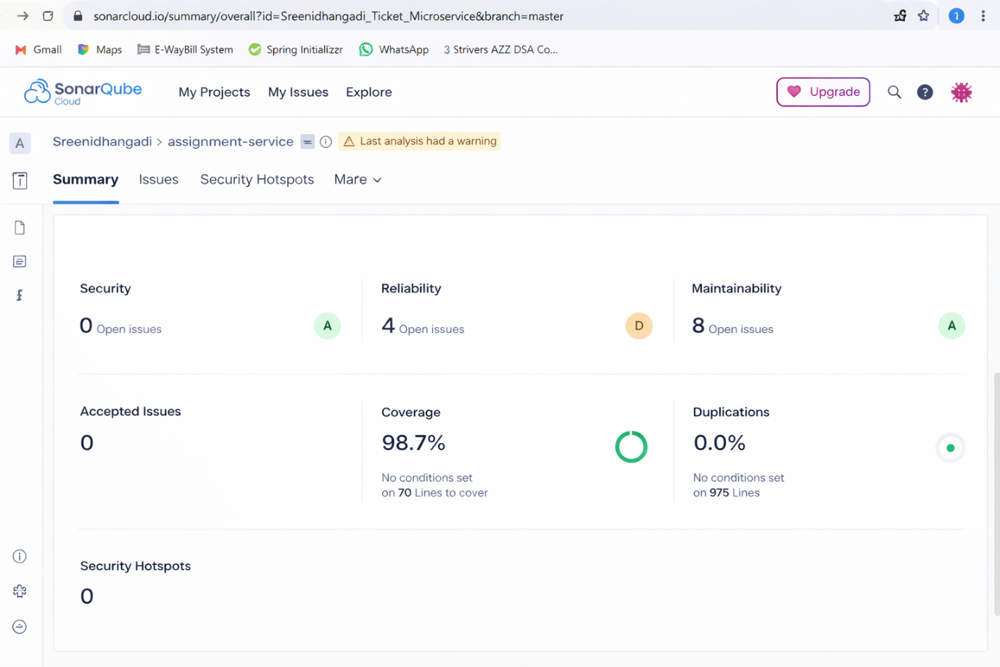 sonarcloud.io/summary/overall?id=Sreenidhangadi_Ticket_Microservice&branch=master
1
Gmail Maps E-WayBill System Spring Initializzr WhatsApp 3 Strivers AZZ DSA Co...
SonarQube
Cloud
My Projects My Issues Explore
Upgrade
?
A
Sreenidhangadi > assignment-service
Last analysis had a warning
Summary Issues Security Hotspots Mare
Security
0 Open issues
A
Reliability
4 Open issues
D
Maintainability
8 Open issues
A
Accepted Issues
0
Coverage
98.7%
No conditions set
on 70 Lines to cover
Duplications
0.0%
No conditions set
on 975 Lines
Security Hotspots
0